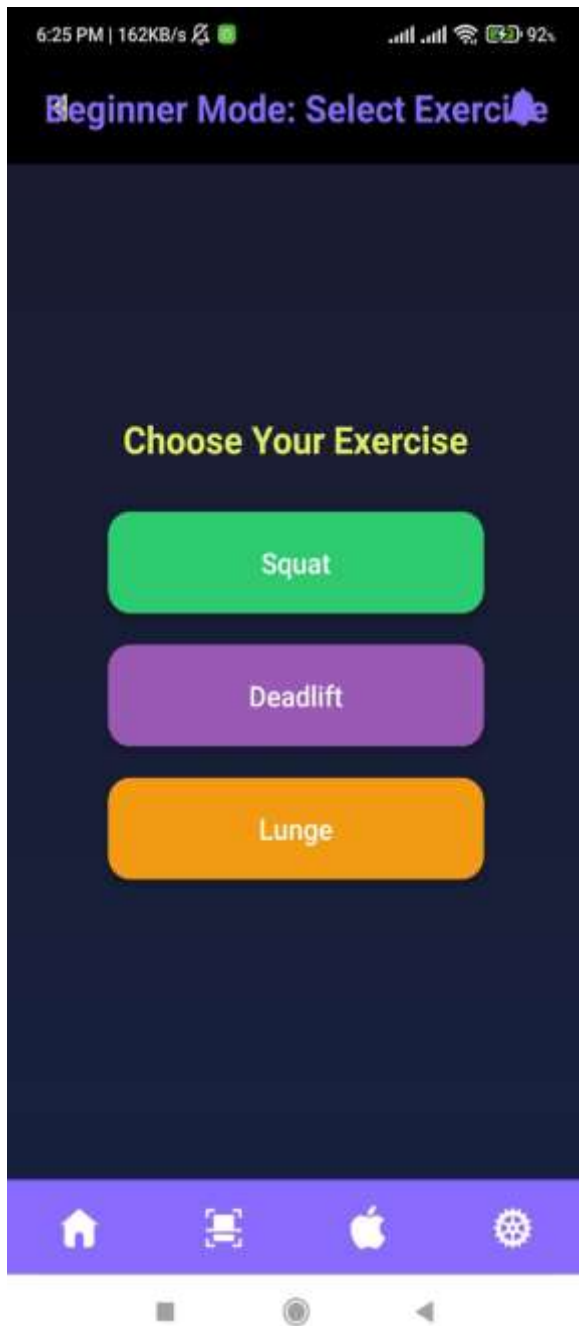 6:25 PM | 162KB/s 92%
Beginner Mode: Select Exercise
Choose Your Exercise
Squat
Deadlift
Lunge